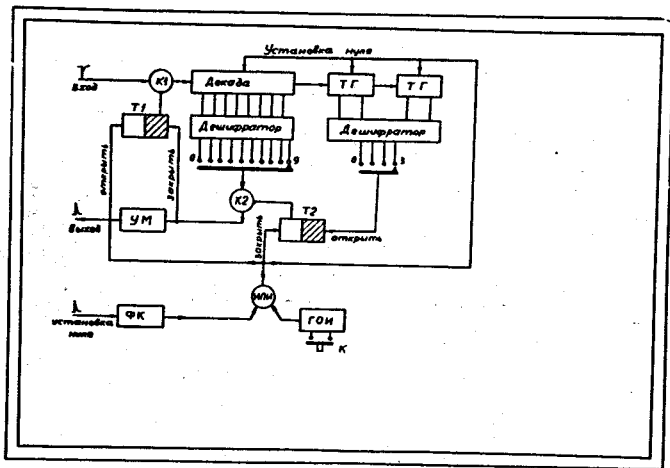 Установка нуля
Вход
К1
Декада
ТГ
ТГ
Т1
Дешифратор
Дешифратор
0
9
0
3
открыть
закрыть
К2
Т2
УМ
Выход
закрыть
открыть
ИЛИ
ФК
установка
нуля
ГОИ
К